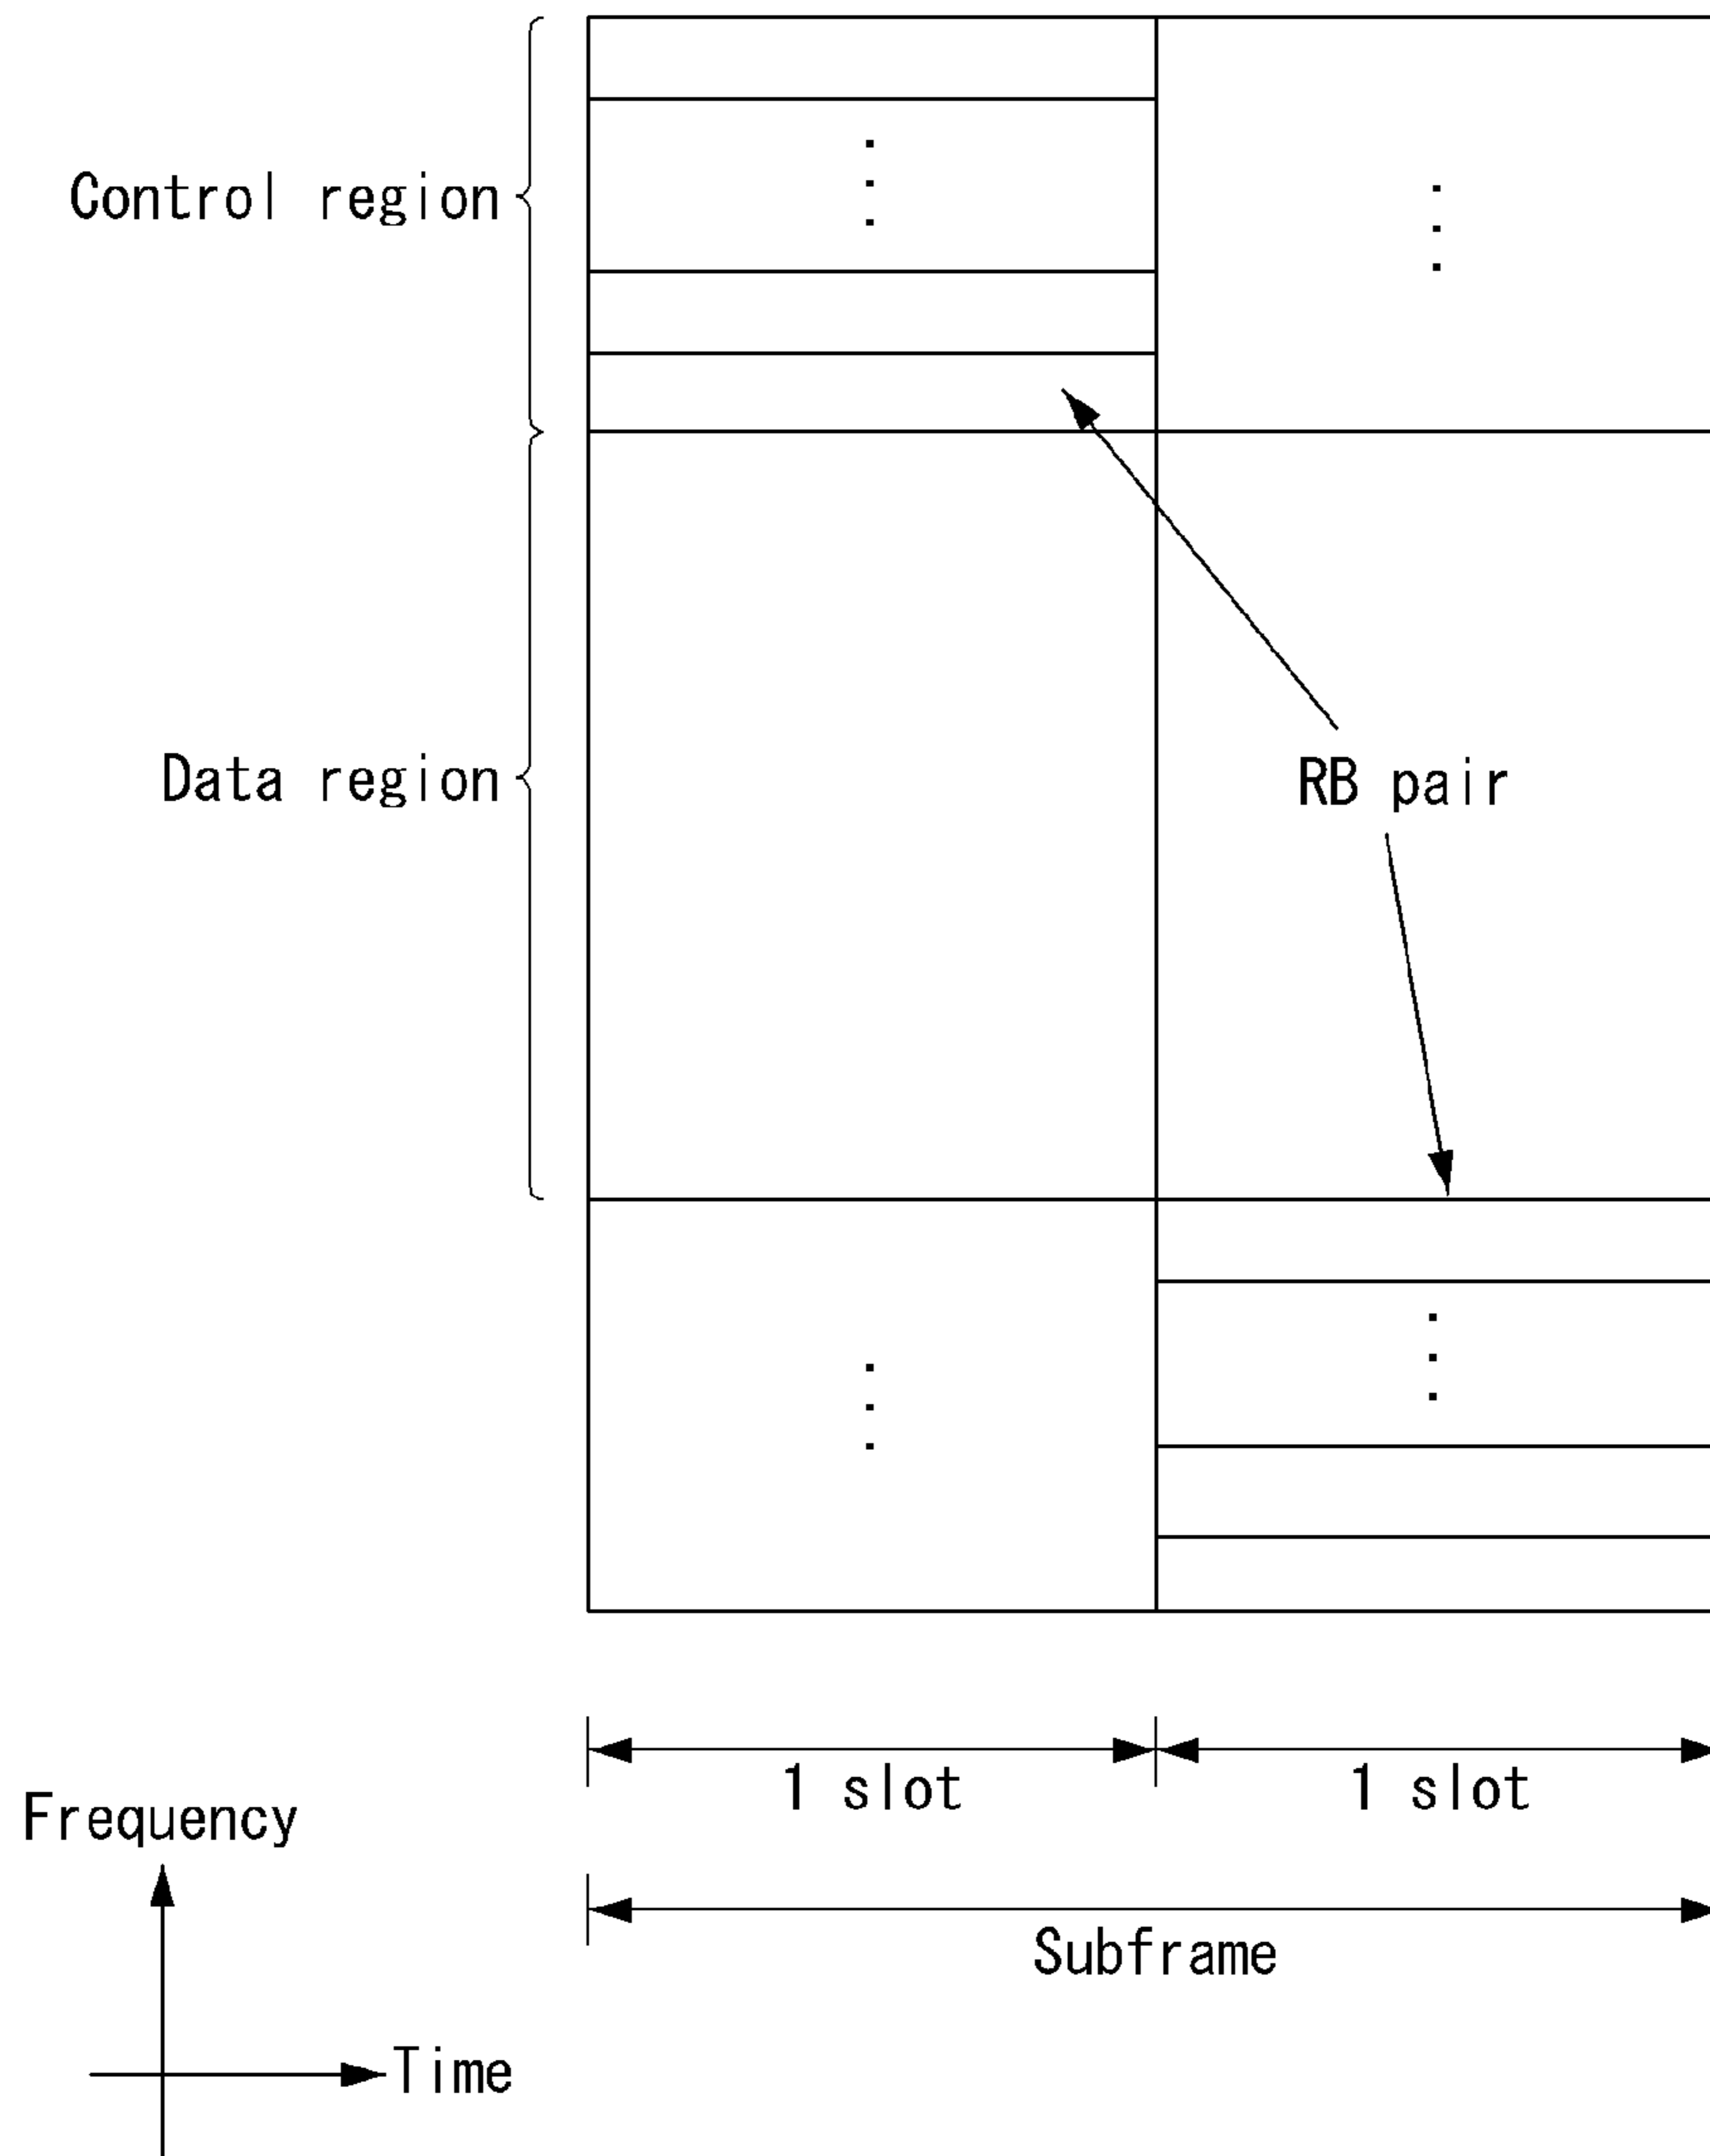 Control region
Data region
RB pair
1 slot
1 slot
Frequency
Subframe
Time